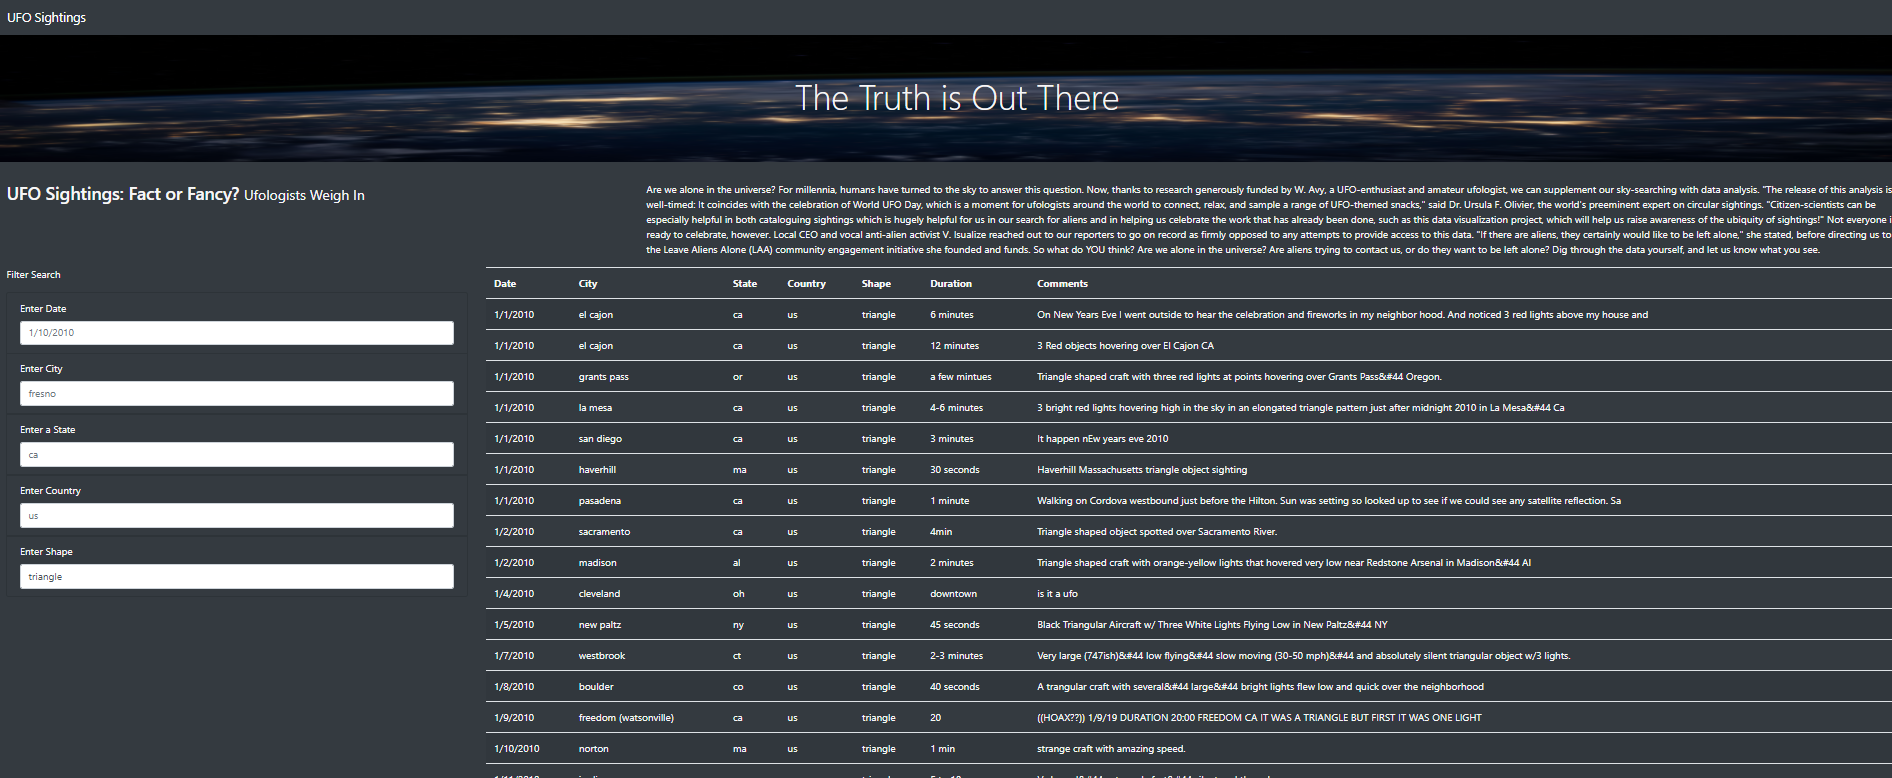 UFO Sightings
The Truth is Out There
UFO Sightings: Fact or Fancy? Ufologists Weigh In
Are we alone in the universe? For millennia, humans have turned to the sky to answer this question. Now, thanks to research generously funded by W. Avy, a UFO-enthusiast and amateur ufologist, we can supplement our sky-searching with data analysis. "The release of this analysis is
well-timed: It coincides with the celebration of World UFO Day, which is a moment for ufologists around the world to connect, relax, and sample a range of UFO-themed snacks," said Dr. Ursula F. Olivier, the world's preeminent expert on circular sightings. "Citizen-scientists can be
especially helpful in both cataloguing sightings which is hugely helpful for us in our search for aliens and in helping us celebrate the work that has already been done, such as this data visualization project, which will help us raise awareness of the ubiquity of sightings!" Not everyone i
ready to celebrate, however. Local CEO and vocal anti-alien activist V. Isualize reached out to our reporters to go on record as firmly opposed to any attempts to provide access to this data. "If there are aliens, they certainly would like to be left alone," she stated, before directing us to
the Leave Aliens Alone (LAA) community engagement initiative she founded and funds. So what do YOU think? Are we alone in the universe? Are aliens trying to contact us, or do they want to be left alone? Dig through the data yourself, and let us know what you see.
Filter Search
Enter Date
1/10/2010
Enter City
fresno
Enter a State
ca
Enter Country
us
Enter Shape
triangle
Date City State Country Shape Duration Comments
1/1/2010 el cajon ca us triangle 6 minutes On New Years Eve I went outside to hear the celebration and fireworks in my neighbor hood. And noticed 3 red lights above my house and
1/1/2010 el cajon ca us triangle 12 minutes 3 Red objects hovering over El Cajon CA
1/1/2010 grants pass or us triangle a few mintues Triangle shaped craft with three red lights at points hovering over Grants Pass&#44 Oregon.
1/1/2010 la mesa ca us triangle 4-6 minutes 3 bright red lights hovering high in the sky in an elongated triangle pattern just after midnight 2010 in La Mesa&#44 Ca
1/1/2010 san diego ca us triangle 3 minutes It happen nEw years eve 2010
1/1/2010 haverhill ma us triangle 30 seconds Haverhill Massachusetts triangle object sighting
1/1/2010 pasadena ca us triangle 1 minute Walking on Cordova westbound just before the Hilton. Sun was setting so looked up to see if we could see any satellite reflection. Sa
1/2/2010 sacramento ca us triangle 4min Triangle shaped object spotted over Sacramento River.
1/2/2010 madison al us triangle 2 minutes Triangle shaped craft with orange-yellow lights that hovered very low near Redstone Arsenal in Madison&#44 Al
1/4/2010 cleveland oh us triangle downtown is it a ufo
1/5/2010 new paltz ny us triangle 45 seconds Black Triangular Aircraft w/ Three White Lights Flying Low in New Paltz&#44 NY
1/7/2010 westbrook ct us triangle 2-3 minutes Very large (747ish)&#44 low flying&#44 slow moving (30-50 mph)&#44 and absolutely silent triangular object w/3 lights.
1/8/2010 boulder co us triangle 40 seconds A trangular craft with several&#44 large&#44 bright lights flew low and quick over the neighborhood
1/9/2010 freedom (watsonville) ca us triangle 20 ((HOAX??)) 1/9/19 DURATION 20:00 FREEDOM CA IT WAS A TRIANGLE BUT FIRST IT WAS ONE LIGHT
1/10/2010 norton ma us triangle 1 min strange craft with amazing speed.